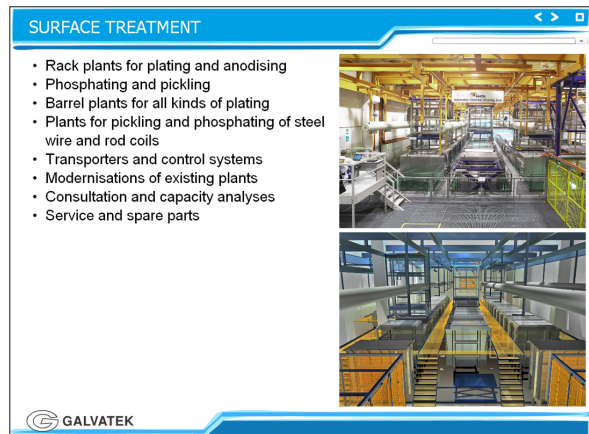 SURFACE TREATMENT
• Rack plants for plating and anodising
• Phosphating and pickling
• Barrel plants for all kinds of plating
• Plants for pickling and phosphating of steel
wire and rod coils
• Transporters and control systems
• Modernisations of existing plants
• Consultation and capacity analyses
• Service and spare parts
GALVATEK